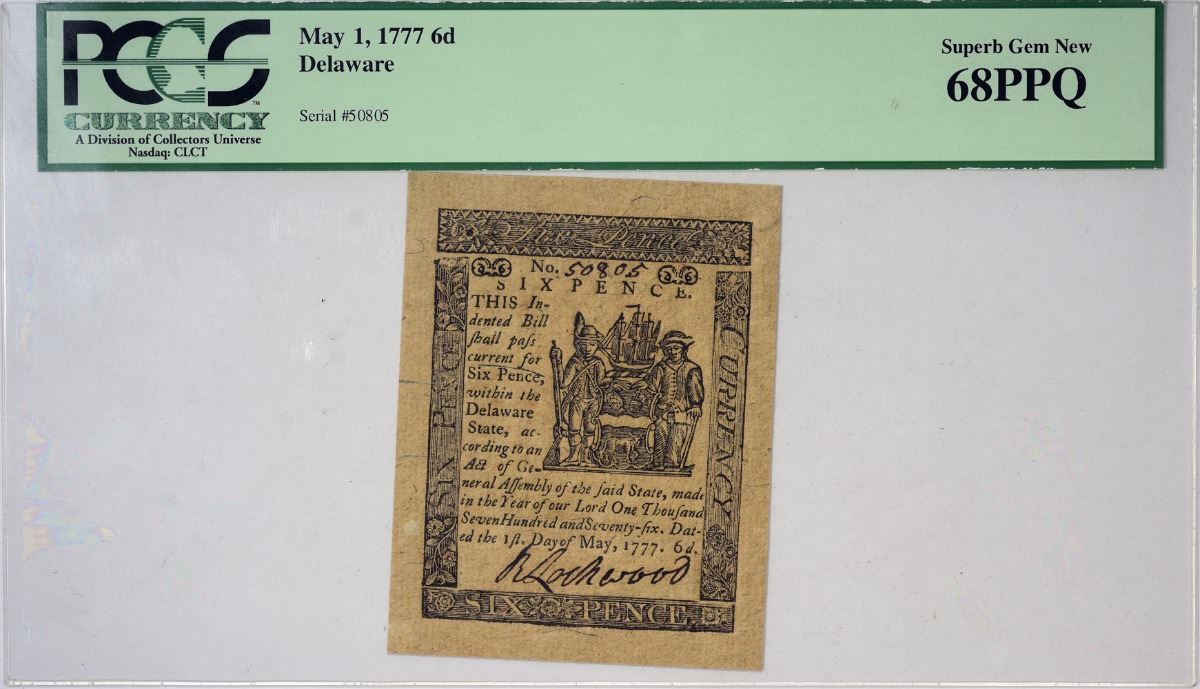 PCGS
CURRENCY
TM
A Division of Collectors Universe
Nasdaq: CLCT
May 1, 1777 6d
Delaware
Serial #50805
Superb Gem New
68PPQ
Pence
No. 50805
SIXPENCE.
THIS In-
dented Bill
ſhall paſs
current for
Six Pence,
within the
Delaware
State, ac-
cording to an
Act of Ge-
neral Aſſembly of the ſaid State, made
in the Year of our Lord One Thouſand
Seven Hundred and Seventy-ſix. Dat-
ed the 1ſt. Day of May, 1777. 6d.
R Lockwood
SIX PENCE
CURRENCY
SIX PENCE.